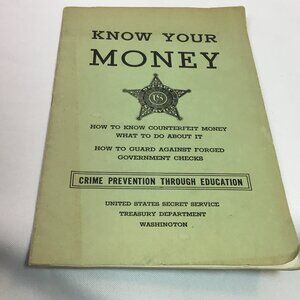 KNOW YOUR
MONEY
US
HOW TO KNOW COUNTERFEIT MONEY
WHAT TO DO ABOUT IT
HOW TO GUARD AGAINST FORGED
GOVERNMENT CHECKS
CRIME PREVENTION THROUGH EDUCATION
UNITED STATES SECRET SERVICE
TREASURY DEPARTMENT
WASHINGTON